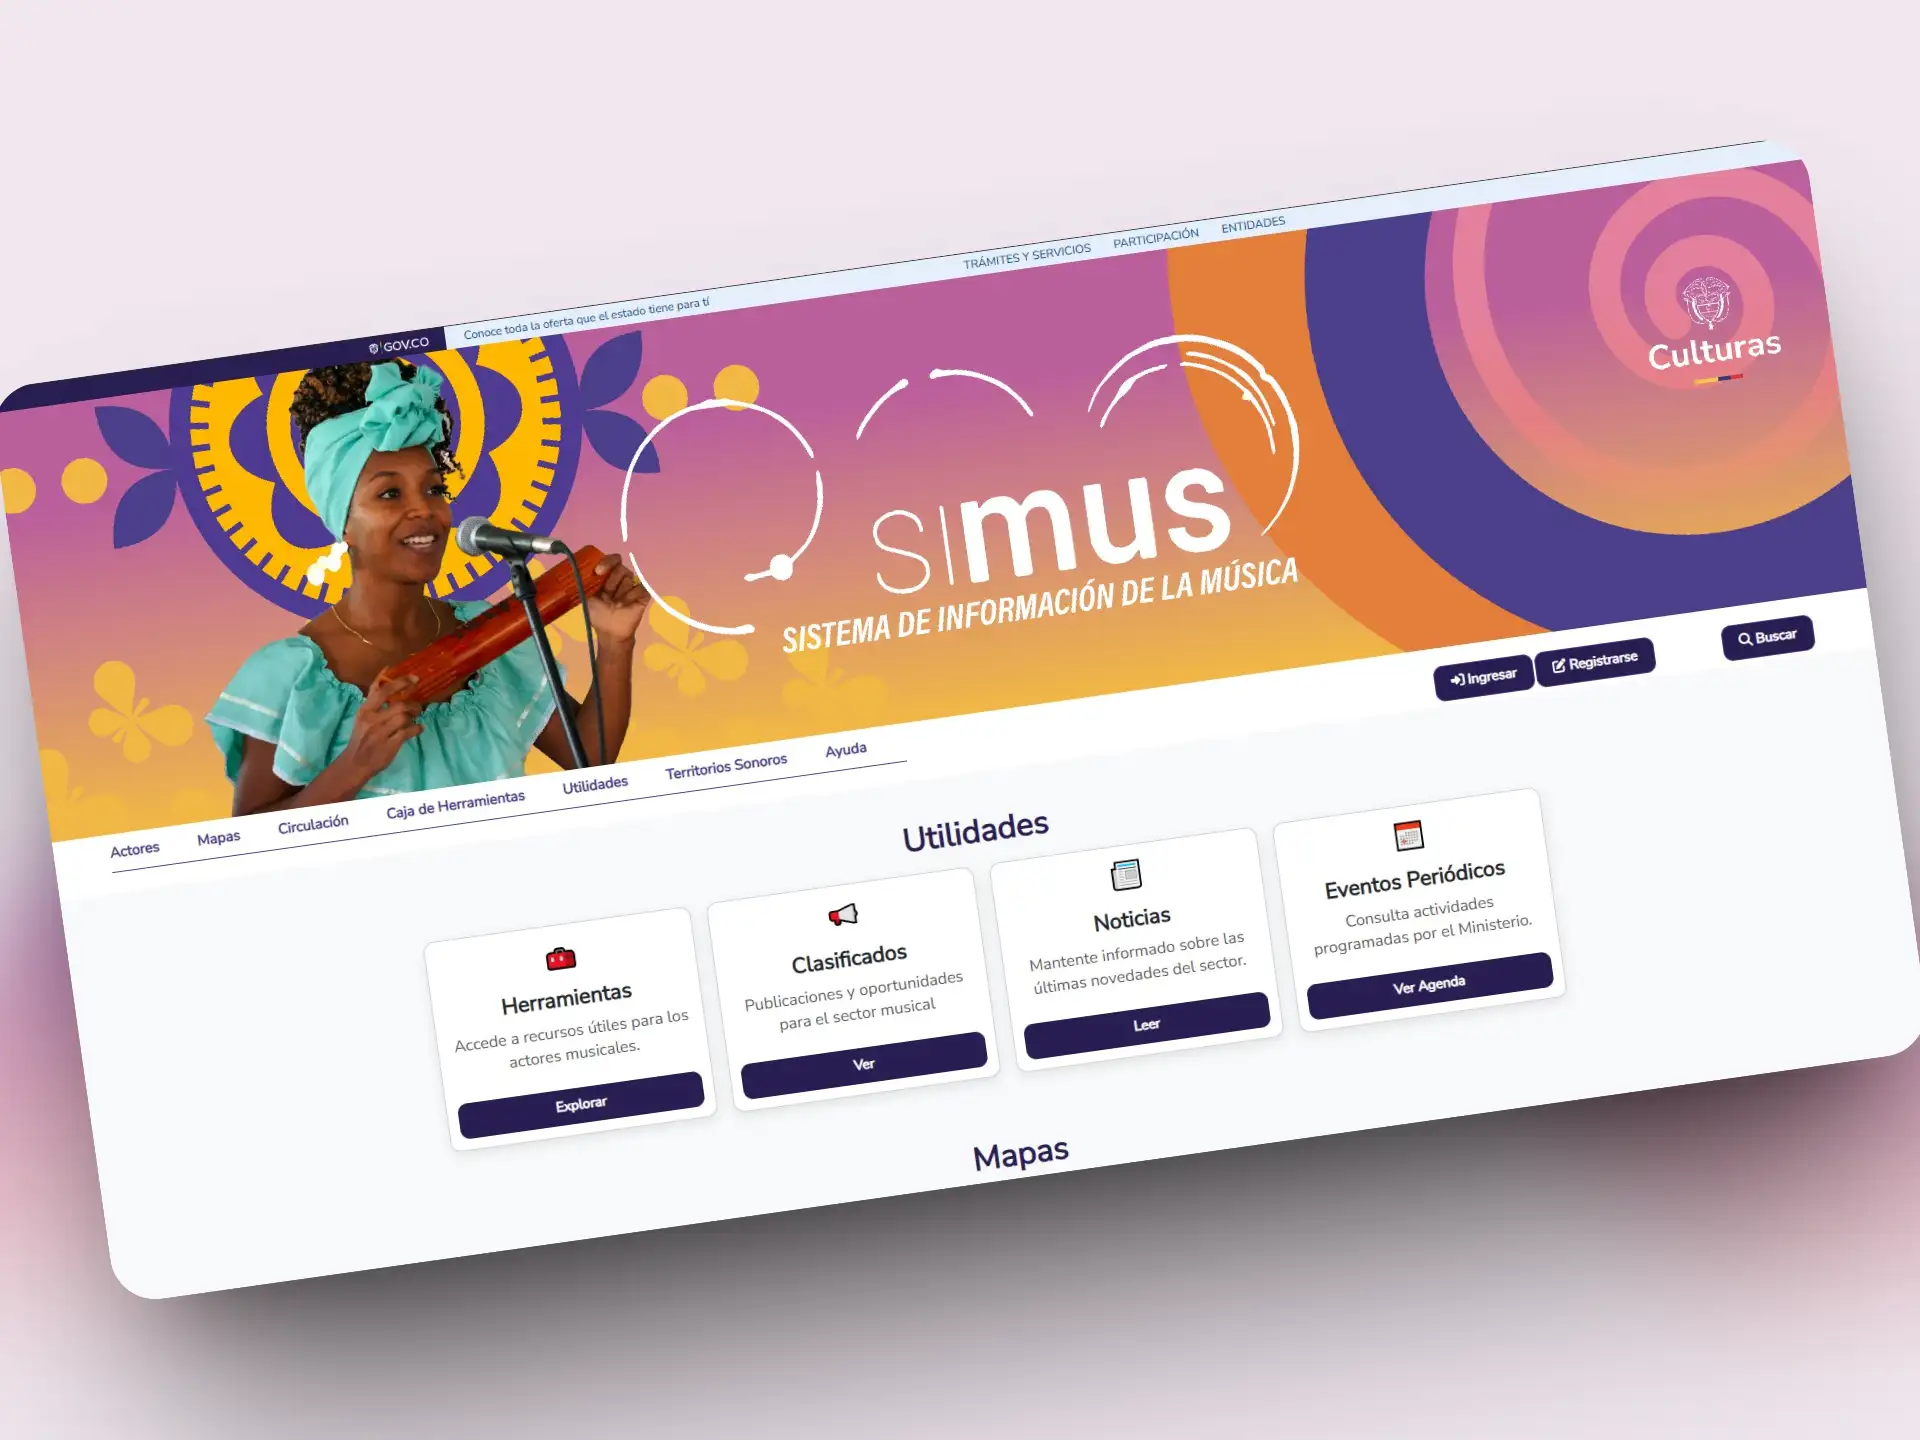 GOV.CO
Conoce toda la oferta que el estado tiene para tí
TRÁMITES Y SERVICIOS
PARTICIPACIÓN
ENTIDADES
Culturas
SImus
SISTEMA DE INFORMACIÓN DE LA MÚSICA
Ingresar
Registrarse
Buscar
Actores
Mapas
Circulación
Caja de Herramientas
Utilidades
Territorios Sonoros
Ayuda
Utilidades
Herramientas
Accede a recursos útiles para los
actores musicales.
Explorar
Clasificados
Publicaciones y oportunidades
para el sector musical
Ver
Noticias
Mantente informado sobre las
últimas novedades del sector.
Leer
Eventos Periódicos
Consulta actividades
programadas por el Ministerio.
Ver Agenda
Mapas